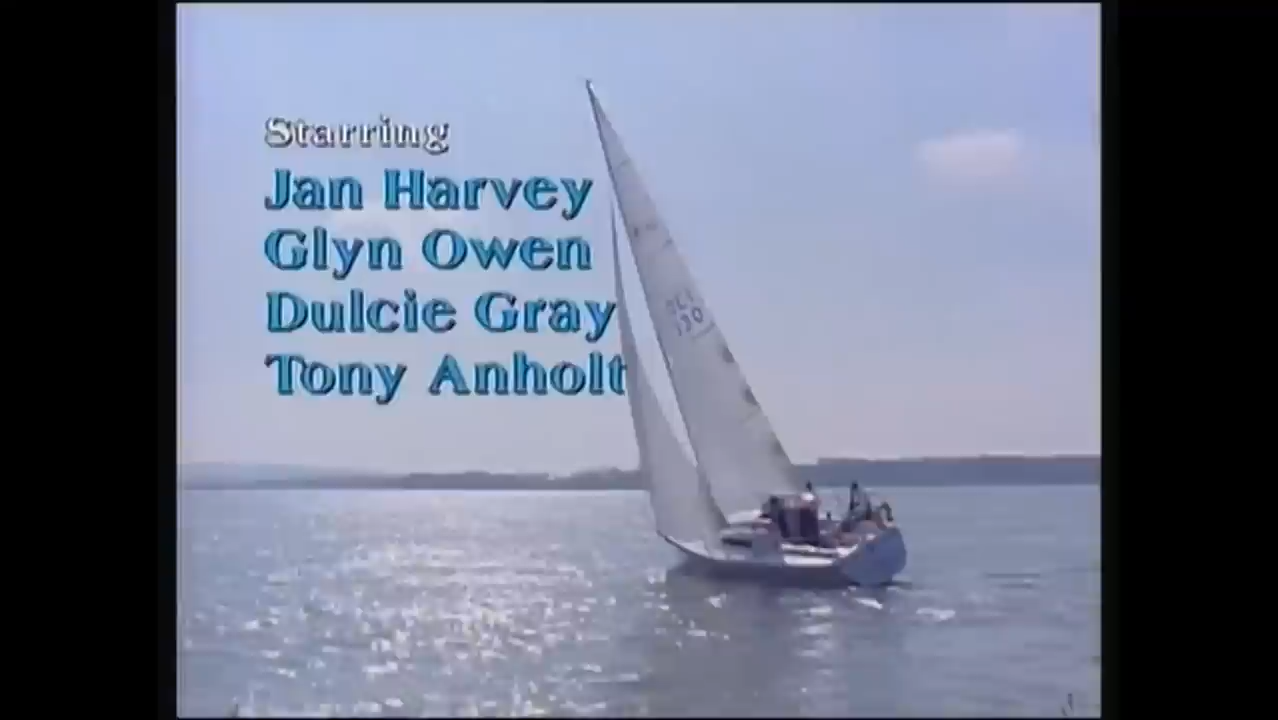 Starring
Jan Harvey
Glyn Owen
Dulcie Gray
Tony Anholt